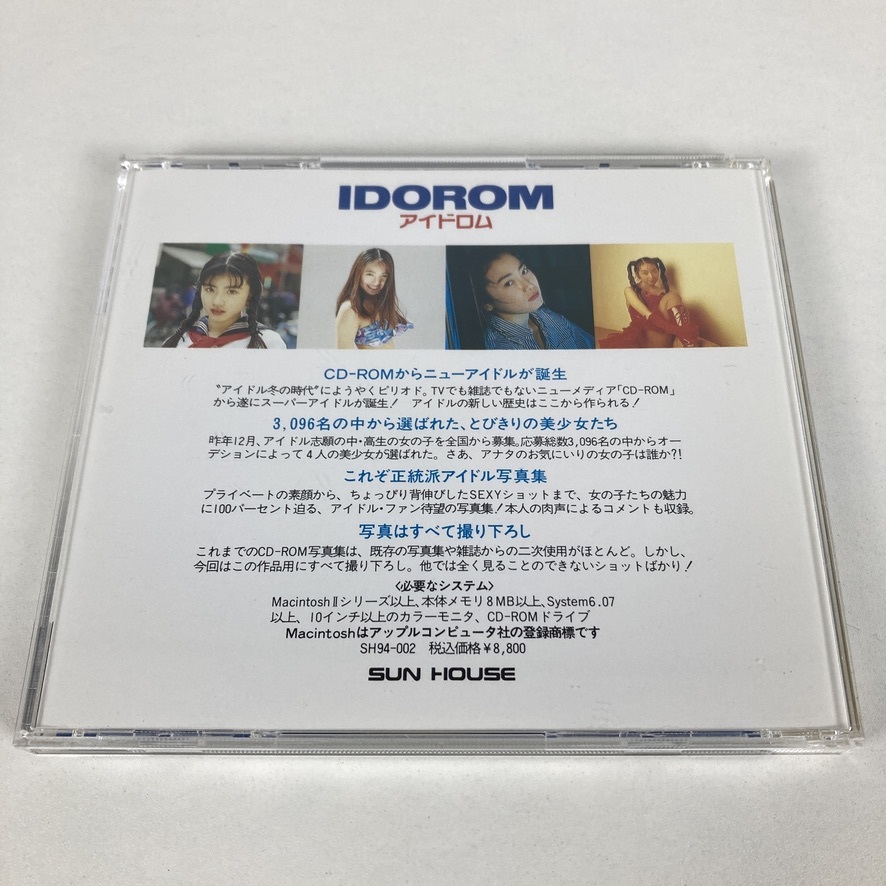 IDOROM
アイドロム
CD-ROMからニューアイドルが誕生
“アイドル冬の時代”にようやくピリオド。TVでも雑誌でもないニューメディア「CD-ROM」
から遂にスーパーアイドルが誕生！ アイドルの新しい歴史はここから作られる！
3,096名の中から選ばれた、とびきりの美少女たち
昨年12月、アイドル志願の中・高生の女の子を全国から募集。応募総数3,096名の中からオー
デションによって4人の美少女が選ばれた。さあ、アナタのお気にいりの女の子は誰か?!
これぞ正統派アイドル写真集
プライベートの素顔から、ちょっぴり背伸びしたSEXYショットまで、女の子たちの魅力
に100パーセント迫る、アイドル・ファン待望の写真集！本人の肉声によるコメントも収録。
写真はすべて撮り下ろし
これまでのCD-ROM写真集は、既存の写真集や雑誌からの二次使用がほとんど。しかし、
今回はこの作品用にすべて撮り下ろし。他では全く見ることのできないショットばかり！
〈必要なシステム〉
MacintoshⅡシリーズ以上、本体メモリ8MB以上、System6.07
以上、10インチ以上のカラーモニタ、CD-ROMドライブ
Macintoshはアップルコンピュータ社の登録商標です
SH94-002 税込価格￥8,800
SUN HOUSE